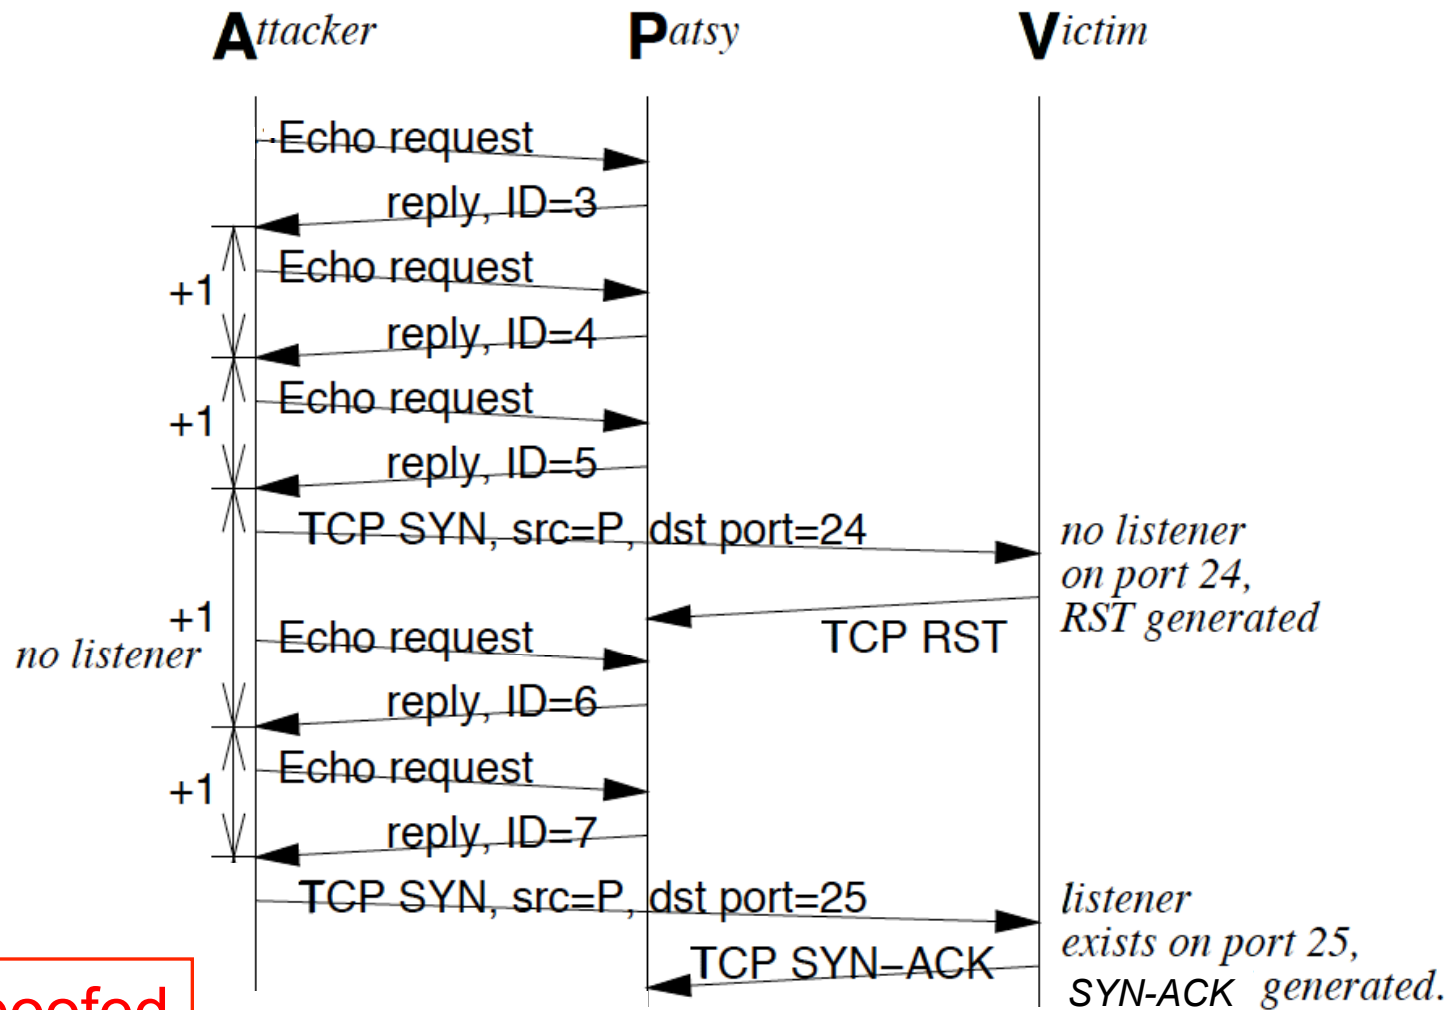 Attacker Patsy Victim
Echo request
reply, ID=3
+1
Echo request
reply, ID=4
+1
Echo request
reply, ID=5
TCP SYN, src=P, dst port=24
no listener
on port 24,
RST generated
TCP RST
+1
no listener
Echo request
reply, ID=6
+1
Echo request
reply, ID=7
TCP SYN, src=P, dst port=25
listener
exists on port 25,
SYN-ACK generated.
TCP SYN−ACK